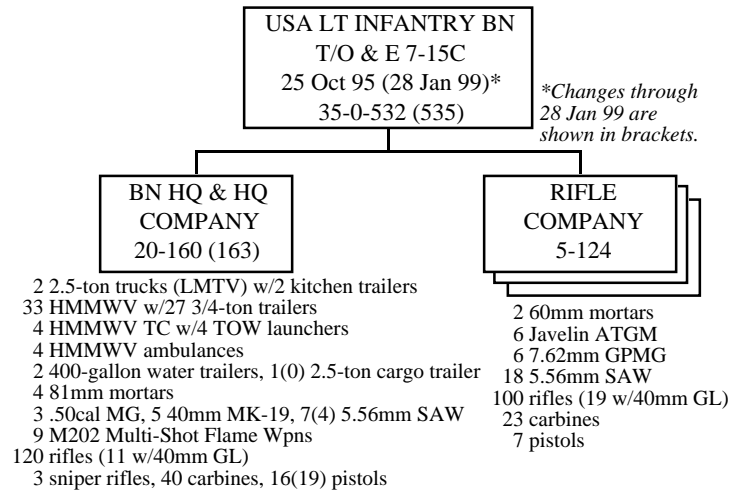 USA LT INFANTRY BN
T/O & E 7-15C
25 Oct 95 (28 Jan 99)*
35-0-532 (535)
*Changes through
28 Jan 99 are
shown in brackets.
BN HQ & HQ
COMPANY
20-160 (163)
2 2.5-ton trucks (LMTV) w/2 kitchen trailers
33 HMMWV w/27 3/4-ton trailers
4 HMMWV TC w/4 TOW launchers
4 HMMWV ambulances
2 400-gallon water trailers, 1(0) 2.5-ton cargo trailer
4 81mm mortars
3 .50cal MG, 5 40mm MK-19, 7(4) 5.56mm SAW
9 M202 Multi-Shot Flame Wpns
120 rifles (11 w/40mm GL)
3 sniper rifles, 40 carbines, 16(19) pistols
RIFLE
COMPANY
5-124
2 60mm mortars
6 Javelin ATGM
6 7.62mm GPMG
18 5.56mm SAW
100 rifles (19 w/40mm GL)
23 carbines
7 pistols